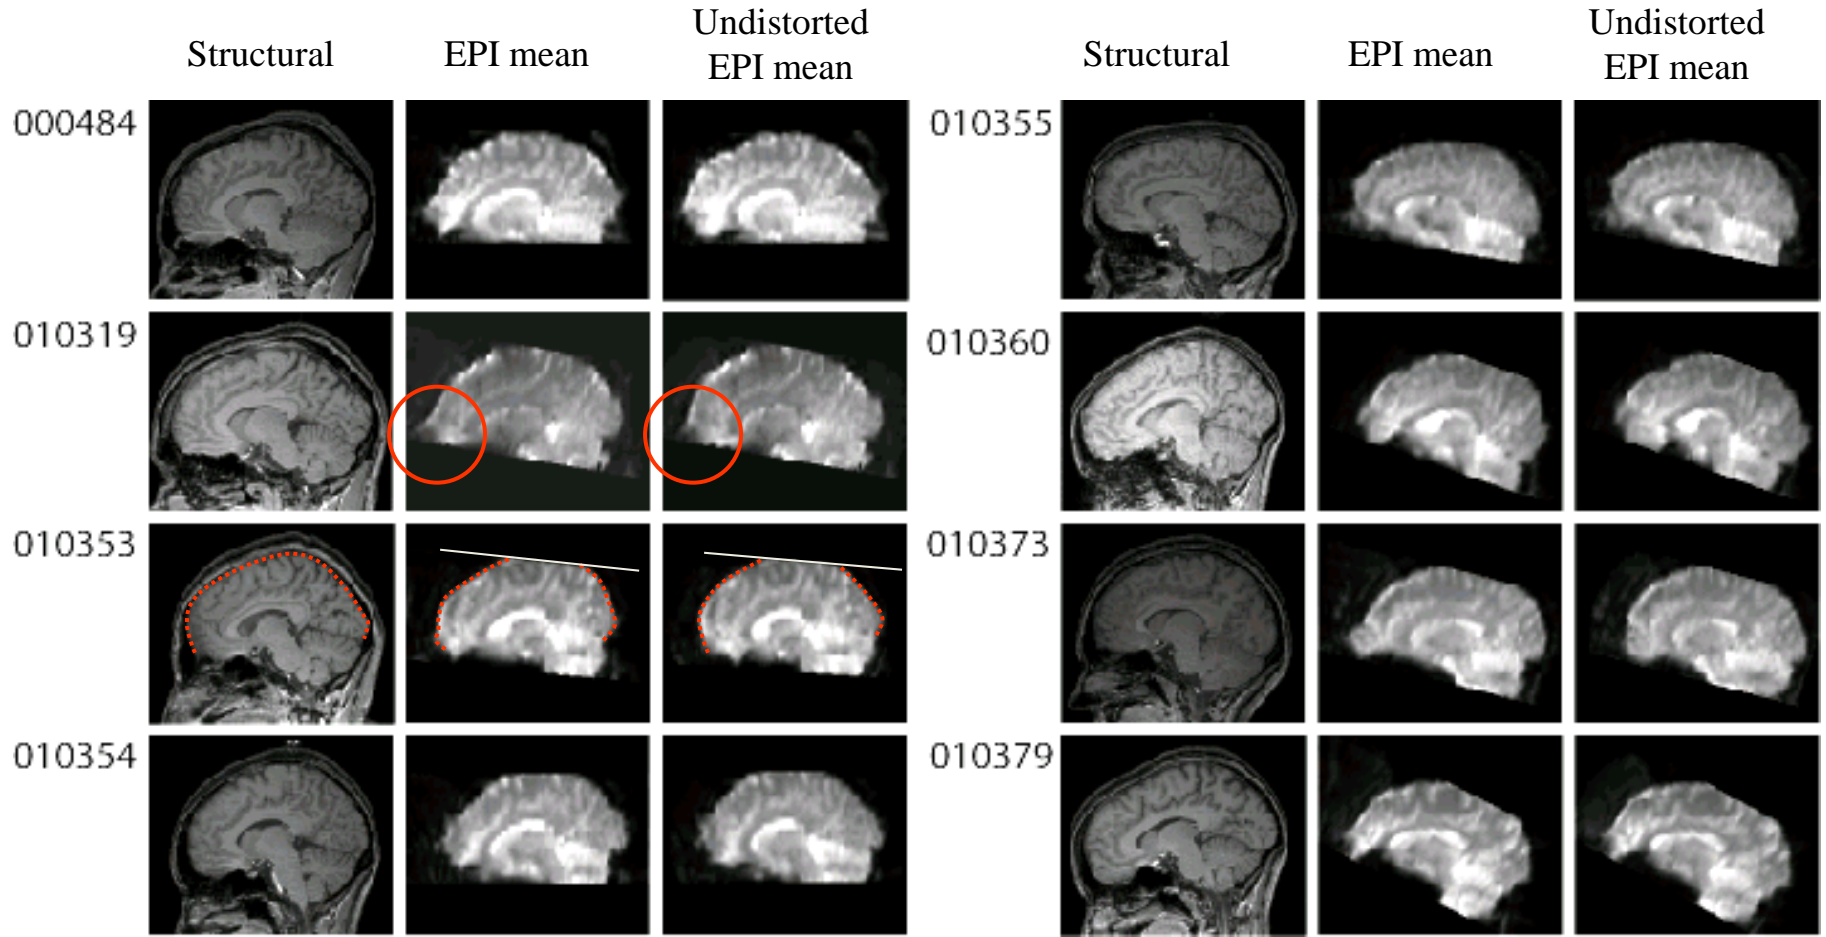 Structural
EPI mean
Undistorted
EPI mean
Structural
EPI mean
Undistorted
EPI mean
000484
010355
010319
010360
010353
010373
010354
010379